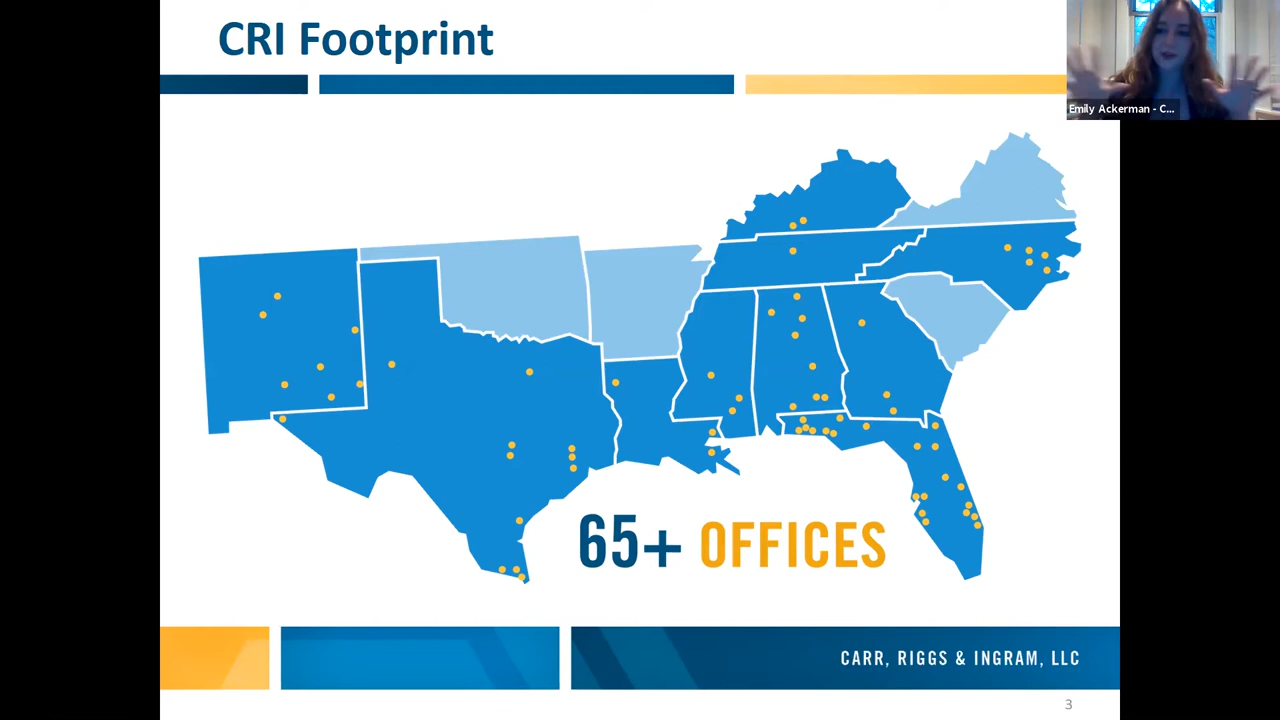 CRI Footprint
Emily Ackerman - C...
65+ OFFICES
CARR, RIGGS & INGRAM, LLC
3